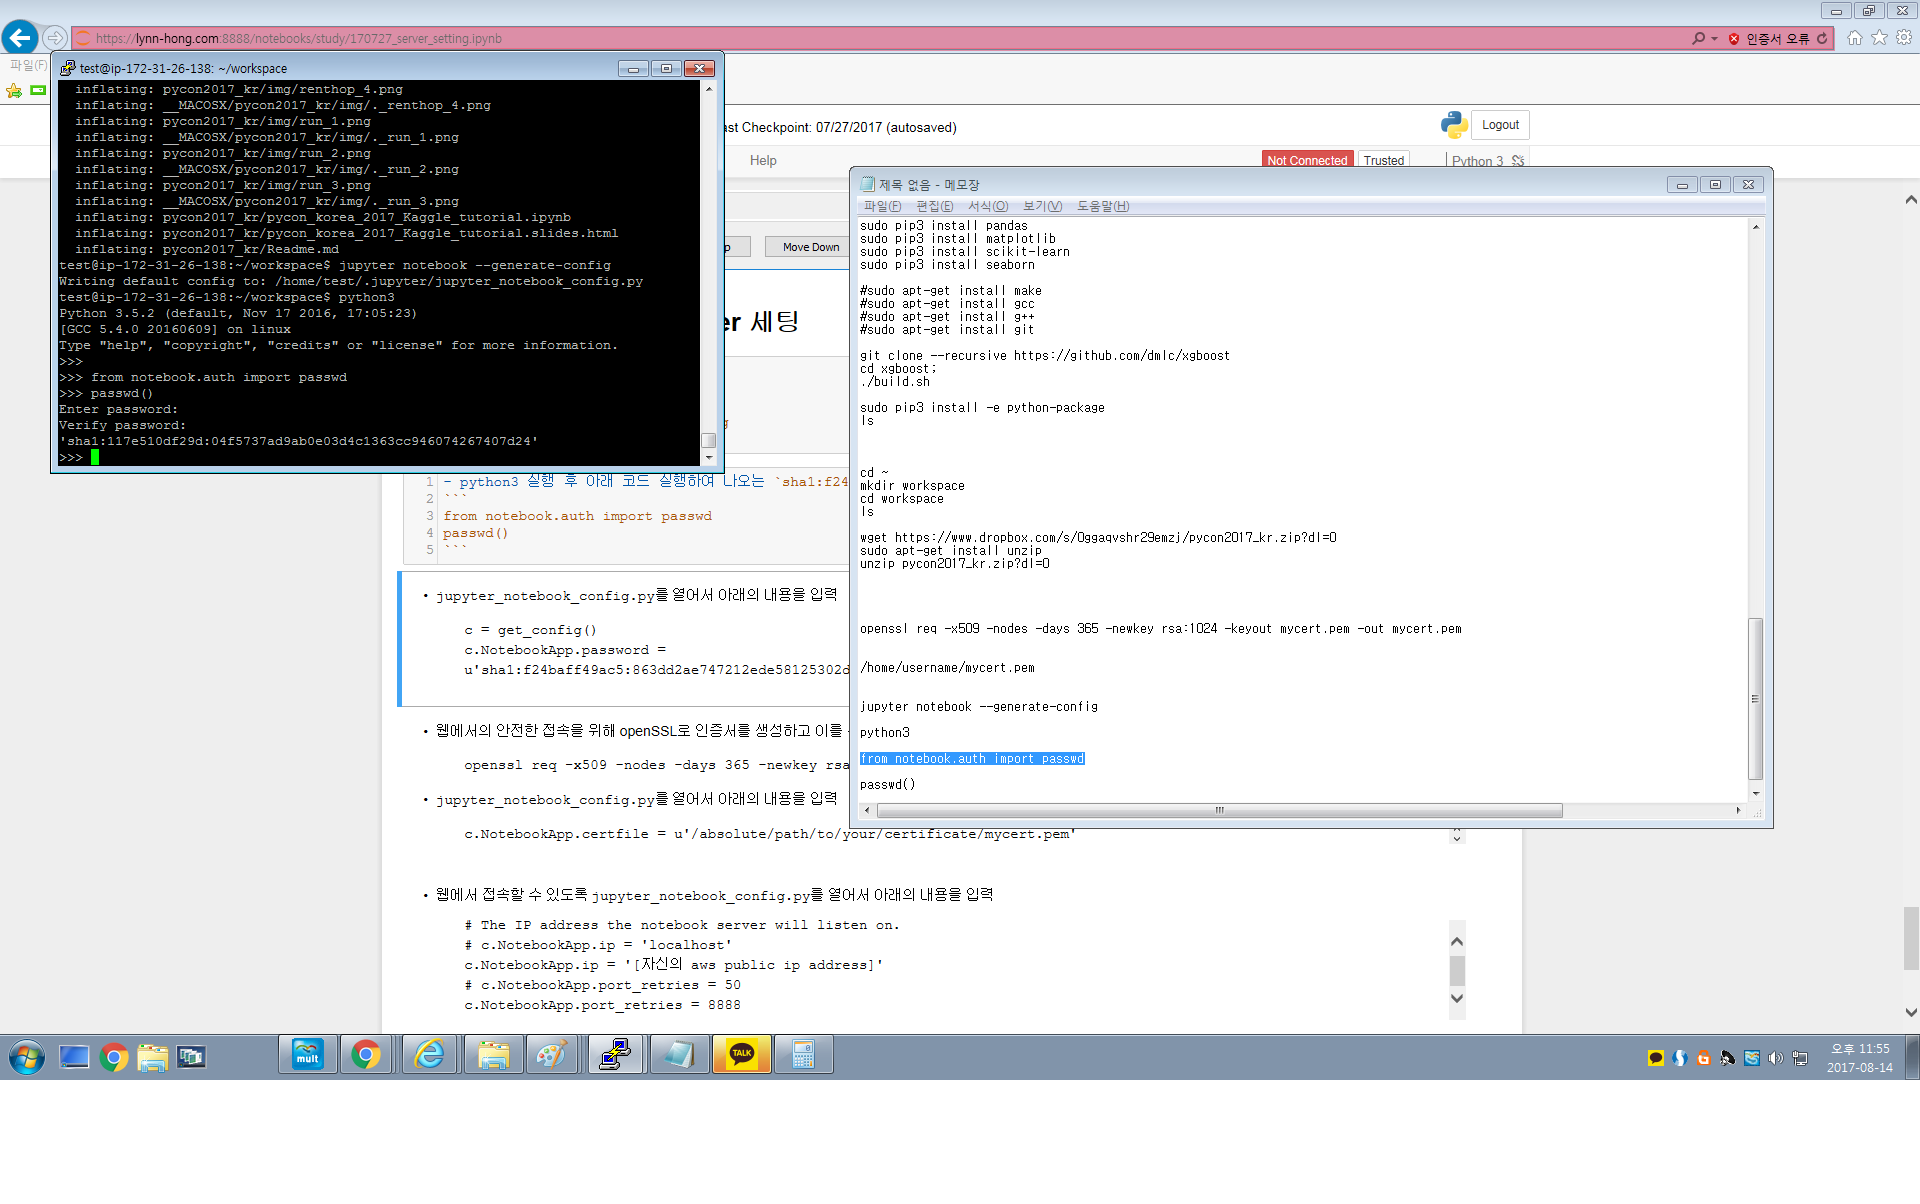 https://lynn-hong.com:8888/notebooks/study/170727_server_setting.ipynb
인증서 오류
파일(F)
test@ip-172-31-26-138: ~/workspace
inflating: pycon2017_kr/img/renthop_4.png
inflating: __MACOSX/pycon2017_kr/img/._renthop_4.png
inflating: pycon2017_kr/img/run_1.png
inflating: __MACOSX/pycon2017_kr/img/._run_1.png
inflating: pycon2017_kr/img/run_2.png
inflating: __MACOSX/pycon2017_kr/img/._run_2.png
inflating: pycon2017_kr/img/run_3.png
inflating: __MACOSX/pycon2017_kr/img/._run_3.png
inflating: pycon2017_kr/pycon_korea_2017_Kaggle_tutorial.ipynb
inflating: pycon2017_kr/pycon_korea_2017_Kaggle_tutorial.slides.html
inflating: pycon2017_kr/Readme.md
test@ip-172-31-26-138:~/workspace$ jupyter notebook --generate-config
Writing default config to: /home/test/.jupyter/jupyter_notebook_config.py
test@ip-172-31-26-138:~/workspace$ python3
Python 3.5.2 (default, Nov 17 2016, 17:05:23)
[GCC 5.4.0 20160609] on linux
Type "help", "copyright", "credits" or "license" for more information.
>>>
>>> from notebook.auth import passwd
>>> passwd()
Enter password:
Verify password:
'sha1:117e510df29d:04f5737ad9ab0e03d4c1363cc946074267407d24'
>>>
ast Checkpoint: 07/27/2017 (autosaved)
Logout
Help
Not Connected
Trusted
Python 3
p
Move Down
er 세팅
g
1 - python3 실행 후 아래 코드 실행하여 나오는 `sha1:f24
2 ```
3 from notebook.auth import passwd
4 passwd()
5 ```
• jupyter_notebook_config.py를 열어서 아래의 내용을 입력
c = get_config()
c.NotebookApp.password =
u'sha1:f24baff49ac5:863dd2ae747212ede58125302d
• 웹에서의 안전한 접속을 위해 openSSL로 인증서를 생성하고 이를
openssl req -x509 -nodes -days 365 -newkey rsa
• jupyter_notebook_config.py를 열어서 아래의 내용을 입력
c.NotebookApp.certfile = u'/absolute/path/to/your/certificate/mycert.pem'
• 웹에서 접속할 수 있도록 jupyter_notebook_config.py를 열어서 아래의 내용을 입력
# The IP address the notebook server will listen on.
# c.NotebookApp.ip = 'localhost'
c.NotebookApp.ip = '[자신의 aws public ip address]'
# c.NotebookApp.port_retries = 50
c.NotebookApp.port_retries = 8888
제목 없음 - 메모장
파일(F) 편집(E) 서식(O) 보기(V) 도움말(H)
sudo pip3 install pandas
sudo pip3 install matplotlib
sudo pip3 install scikit-learn
sudo pip3 install seaborn
#sudo apt-get install make
#sudo apt-get install gcc
#sudo apt-get install g++
#sudo apt-get install git
git clone --recursive https://github.com/dmlc/xgboost
cd xgboost;
./build.sh
sudo pip3 install -e python-package
ls
cd ~
mkdir workspace
cd workspace
ls
wget https://www.dropbox.com/s/0ggaqvshr29emzj/pycon2017_kr.zip?dl=0
sudo apt-get install unzip
unzip pycon2017_kr.zip?dl=0
openssl req -x509 -nodes -days 365 -newkey rsa:1024 -keyout mycert.pem -out mycert.pem
/home/username/mycert.pem
jupyter notebook --generate-config
python3
from notebook.auth import passwd
passwd()
mult
TALK
오후 11:55
2017-08-14